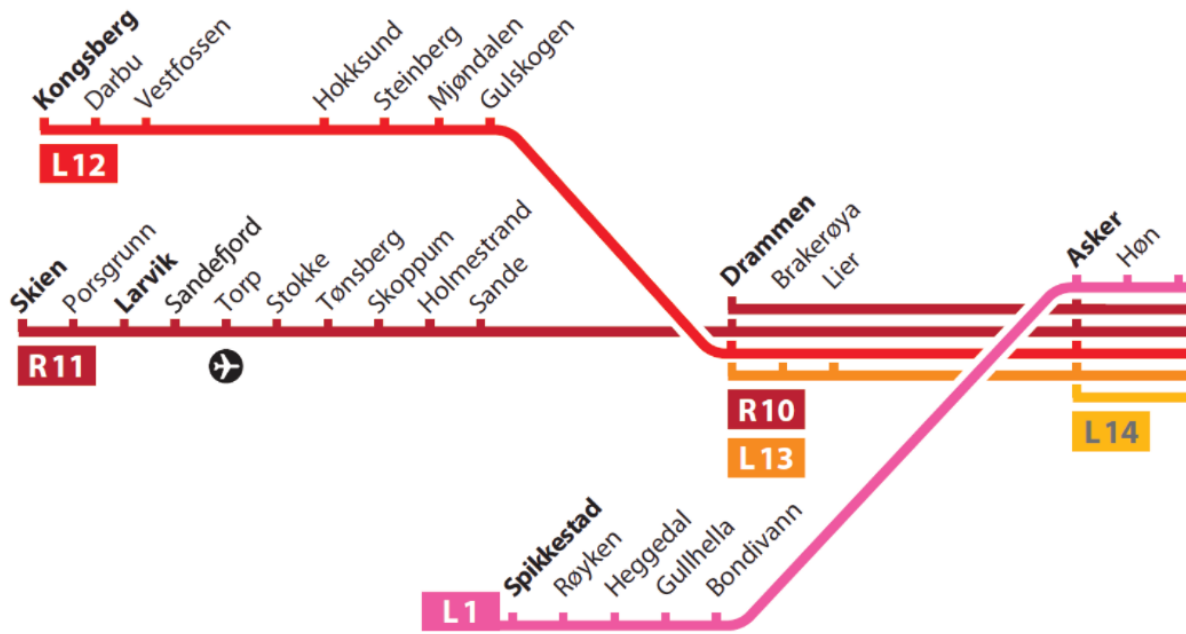 Kongsberg
Darbu
Vestfossen
Hokksund
Steinberg
Mjøndalen
Gulskogen
L12
Skien
Porsgrunn
Larvik
Sandefjord
Torp
Stokke
Tønsberg
Skoppum
Holmestrand
Sande
R11
Drammen
Brakerøya
Lier
R10
L13
Asker
Høn
L14
Spikkestad
Røyken
Heggedal
Gullhella
Bondivann
L1